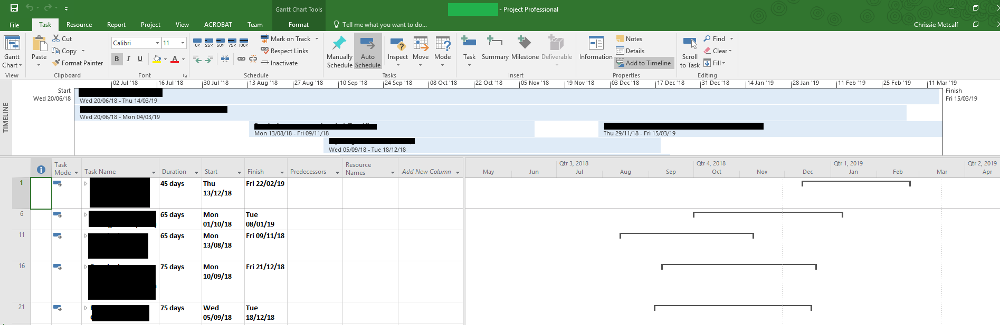 Gantt Chart Tools
- Project Professional
File Task Resource Report Project View ACROBAT Team Format Tell me what you want to do... Chrissie Metcalf
Gantt Chart
View
Paste
Cut
Copy
Format Painter
Clipboard
Calibri 11
B I U A
Font
0% 25% 50% 75% 100%
Mark on Track
Respect Links
Inactivate
Schedule
Manually Schedule
Auto Schedule
Inspect
Move
Mode
Tasks
Task
Summary
Milestone
Deliverable
Insert
Information
Notes
Details
Add to Timeline
Properties
Scroll to Task
Find
Clear
Fill
Editing
TIMELINE
02 Jul '18 16 Jul '18 30 Jul '18 13 Aug '18 27 Aug '18 10 Sep '18 24 Sep '18 08 Oct '18 22 Oct '18 05 Nov '18 19 Nov '18 03 Dec '18 17 Dec '18 31 Dec '18 14 Jan '19 28 Jan '19 11 Feb '19 25 Feb '19 11 Mar '19
Start
Wed 20/06/18
Finish
Fri 15/03/19
Wed 20/06/18 - Thu 14/03/19
Wed 20/06/18 - Mon 04/03/19
Mon 13/08/18 - Fri 09/11/18
Thu 29/11/18 - Fri 15/03/19
Wed 05/09/18 - Tue 18/12/18
Task Mode Task Name Duration Start Finish Predecessors Resource Names Add New Column
Qtr 3, 2018 Qtr 4, 2018 Qtr 1, 2019 Qtr 2, 2019
May Jun Jul Aug Sep Oct Nov Dec Jan Feb Mar Apr
1 45 days Thu 13/12/18 Fri 22/02/19
6 65 days Mon 01/10/18 Tue 08/01/19
11 65 days Mon 13/08/18 Fri 09/11/18
16 75 days Mon 10/09/18 Fri 21/12/18
21 75 days Wed 05/09/18 Tue 18/12/18